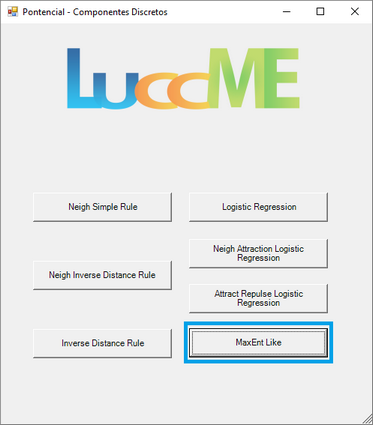 Pontencial - Componentes Discretos
LuccME
Neigh Simple Rule
Logistic Regression
Neigh Attraction Logistic
Regression
Neigh Inverse Distance Rule
Attract Repulse Logistic
Regression
Inverse Distance Rule
MaxEnt Like